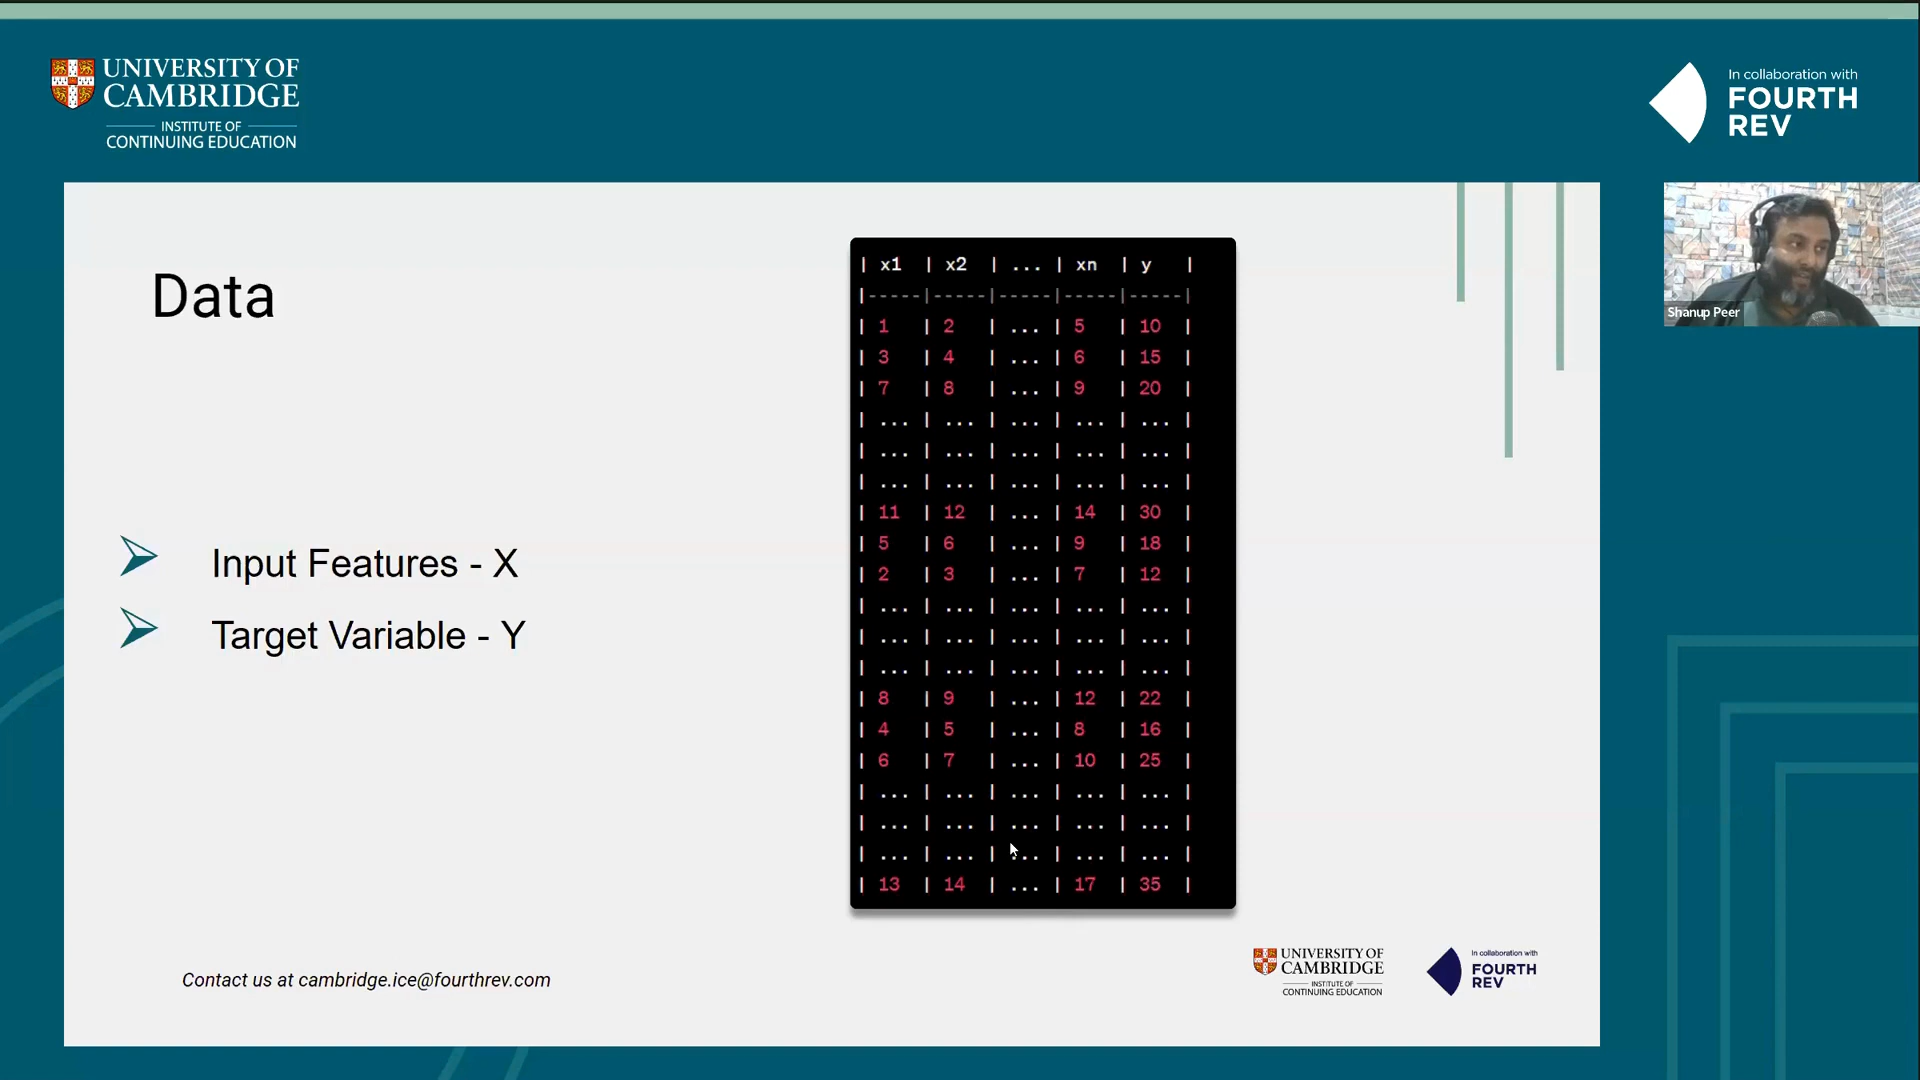 UNIVERSITY OF
CAMBRIDGE
INSTITUTE OF
CONTINUING EDUCATION
In collaboration with
FOURTH
REV
Shanup Peer
Data
Input Features - X
Target Variable - Y
| x1 | x2 | ... | xn | y |
|-----|-----|-----|-----|-----|
| 1 | 2 | ... | 5 | 10 |
| 3 | 4 | ... | 6 | 15 |
| 7 | 8 | ... | 9 | 20 |
| ... | ... | ... | ... | ... |
| ... | ... | ... | ... | ... |
| ... | ... | ... | ... | ... |
| 11 | 12 | ... | 14 | 30 |
| 5 | 6 | ... | 9 | 18 |
| 2 | 3 | ... | 7 | 12 |
| ... | ... | ... | ... | ... |
| ... | ... | ... | ... | ... |
| ... | ... | ... | ... | ... |
| 8 | 9 | ... | 12 | 22 |
| 4 | 5 | ... | 8 | 16 |
| 6 | 7 | ... | 10 | 25 |
| ... | ... | ... | ... | ... |
| ... | ... | ... | ... | ... |
| ... | ... | ... | ... | ... |
| 13 | 14 | ... | 17 | 35 |
Contact us at cambridge.ice@fourthrev.com
UNIVERSITY OF
CAMBRIDGE
INSTITUTE OF
CONTINUING EDUCATION
In collaboration with
FOURTH
REV